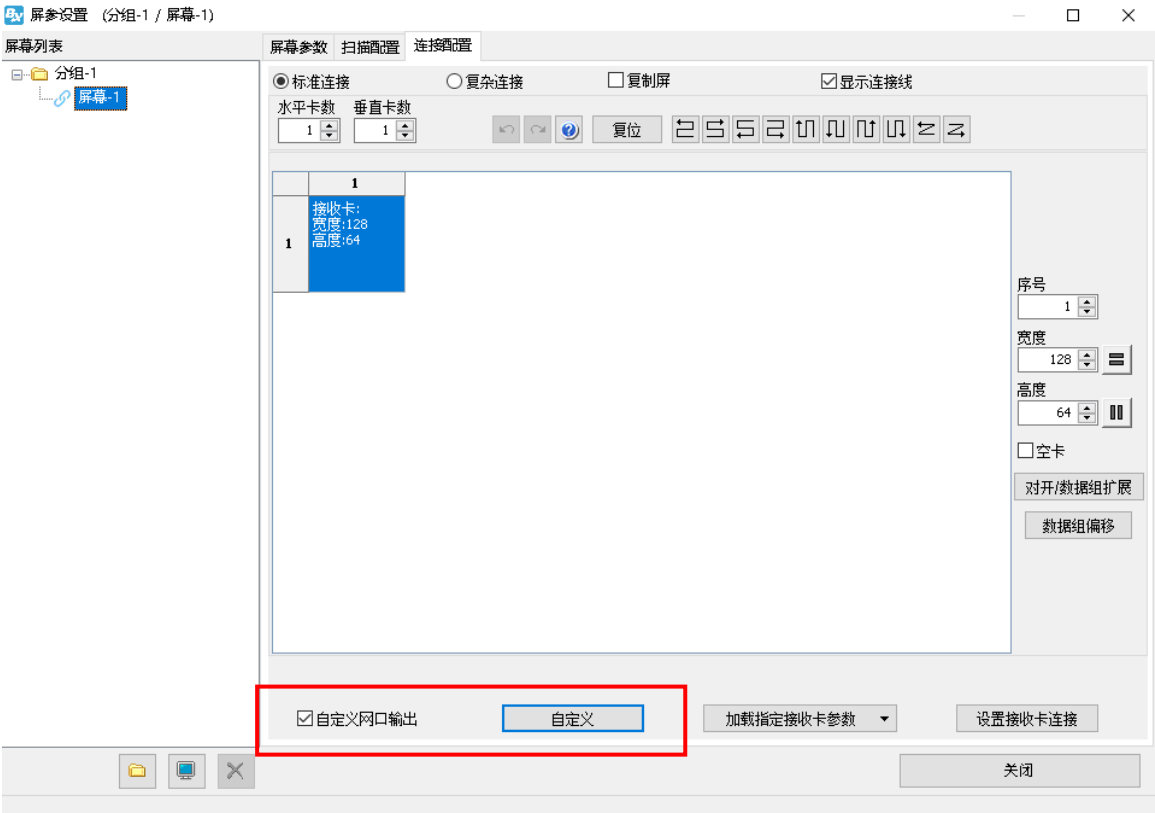 屏参设置 (分组-1 / 屏幕-1)
屏幕列表
分组-1
屏幕-1
屏幕参数 扫描配置 连接配置
标准连接 复杂连接 复制屏 显示连接线
水平卡数 垂直卡数
1 1 复位
1
1
接收卡:
宽度:128
高度:64
序号
1
宽度
128
高度
64
空卡
对开/数据组扩展
数据组偏移
自定义网口输出 自定义 加载指定接收卡参数 设置接收卡连接
关闭